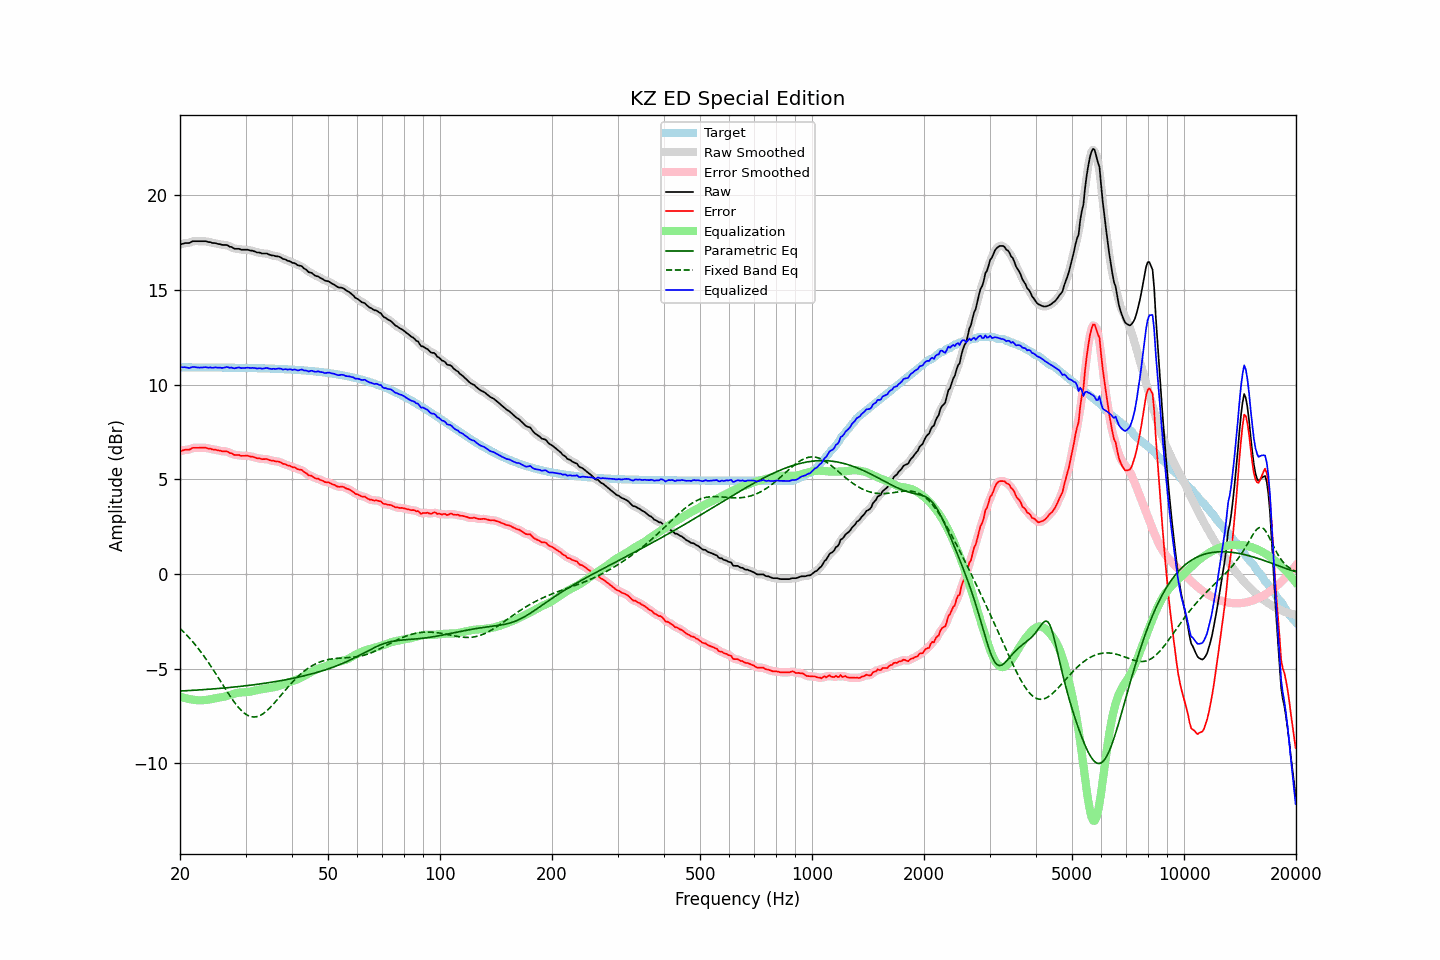 KZ ED Special Edition
Target
Raw Smoothed
Error Smoothed
Raw
Error
Equalization
Parametric Eq
Fixed Band Eq
Equalized
Amplitude (dBr)
20
15
10
5
0
−5
−10
20
50
100
200
500
1000
2000
5000
10000
20000
Frequency (Hz)